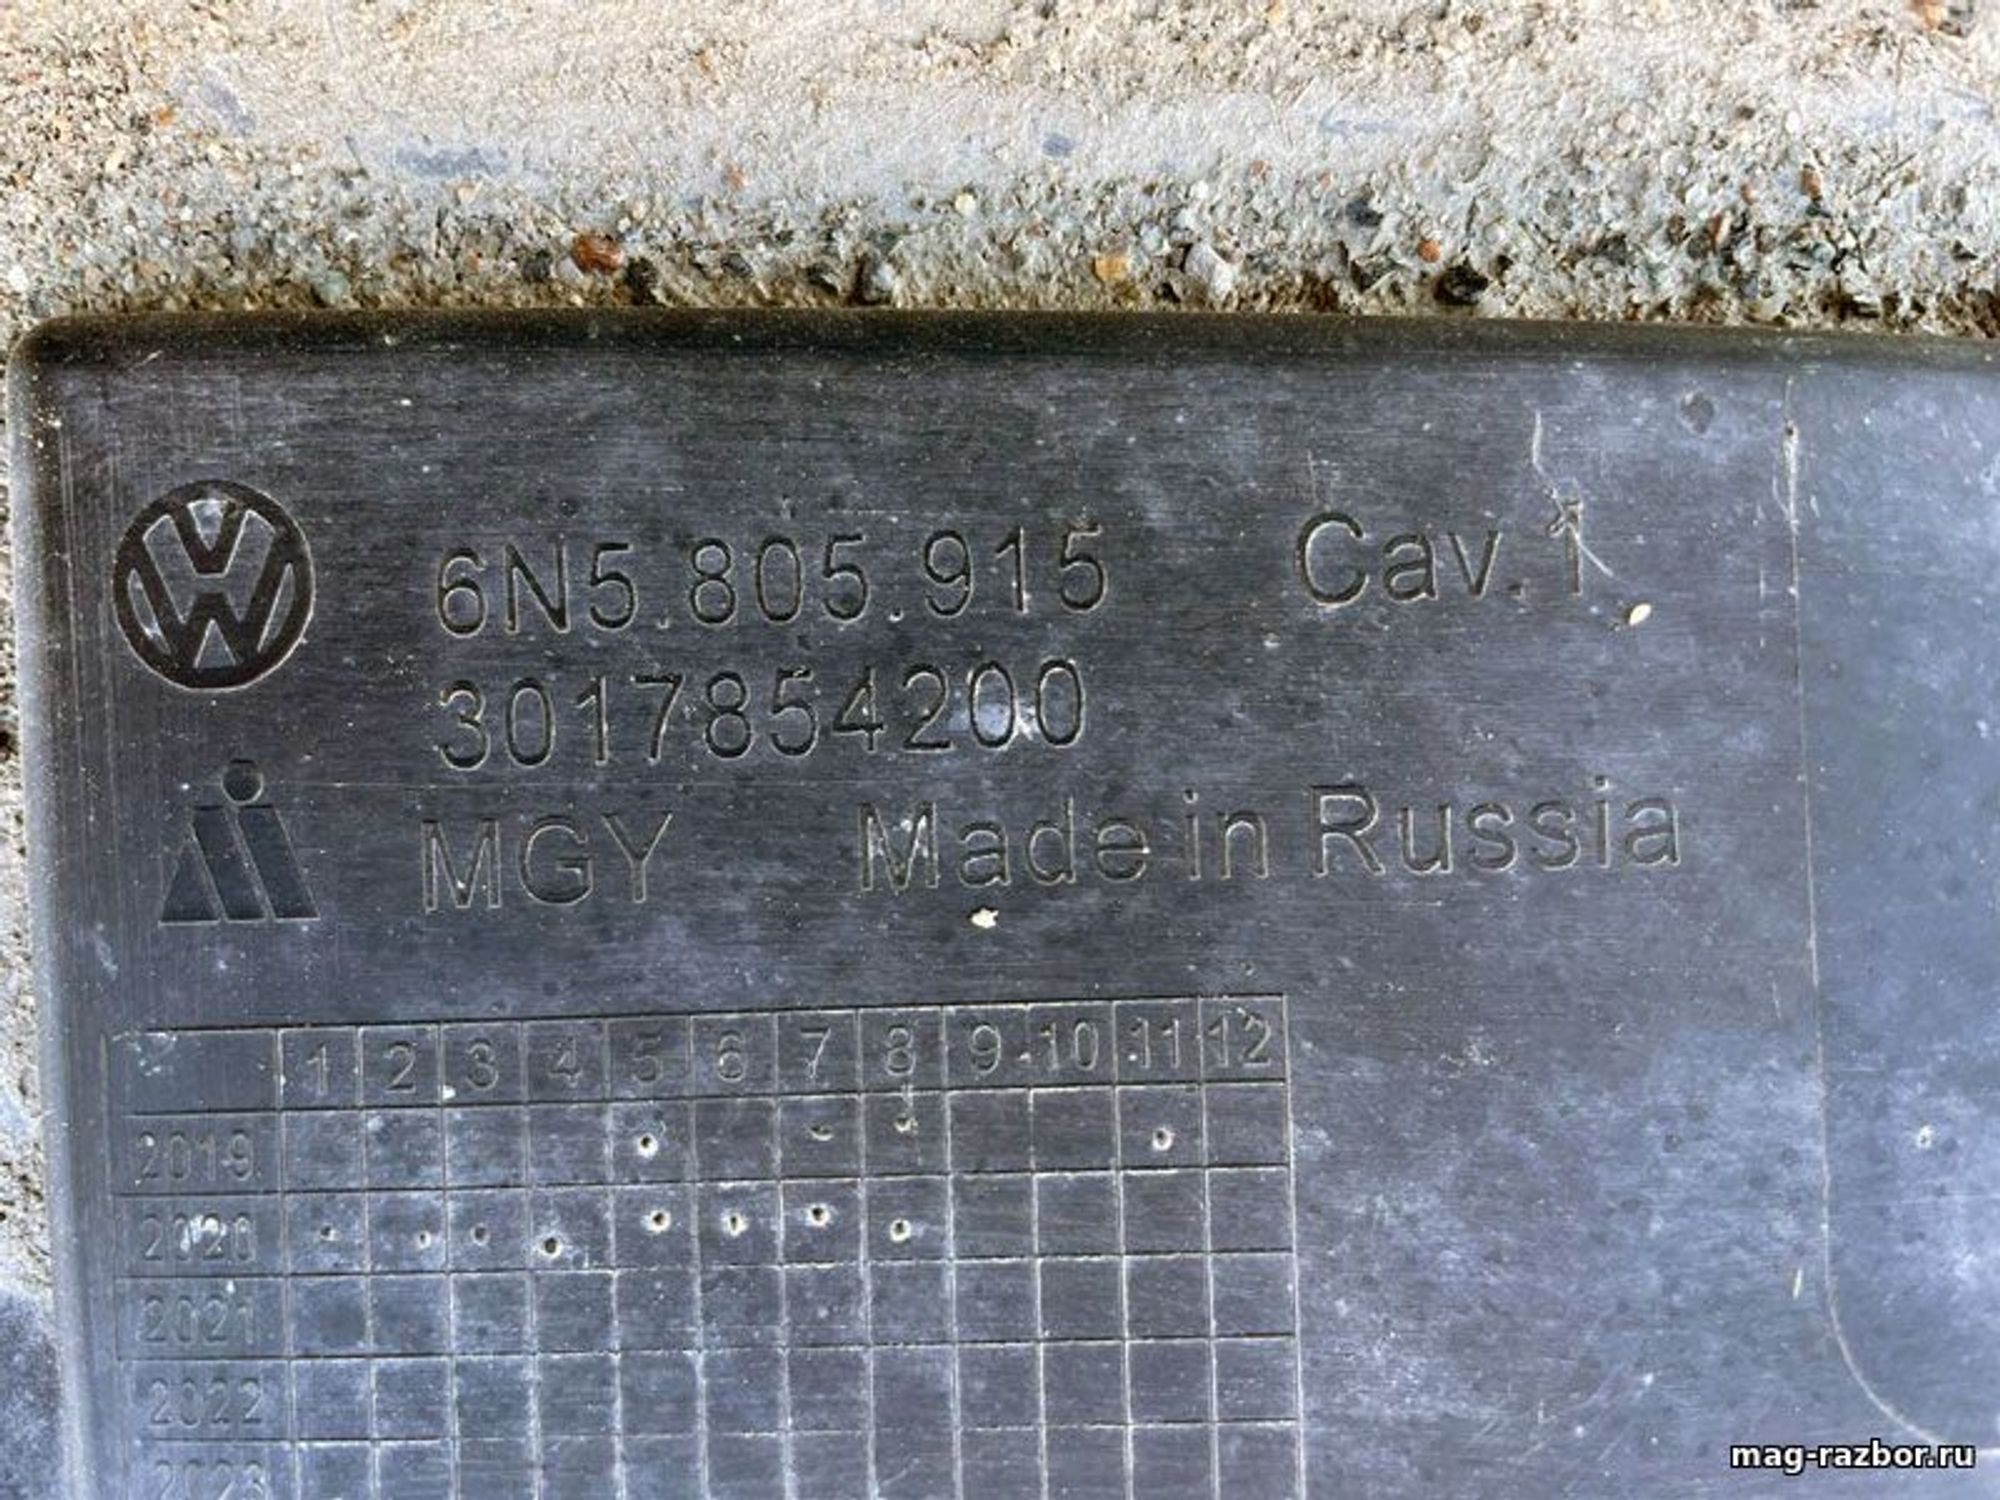 6N5.805.915 Cav.1
3017854200
MGY Made in Russia
1 2 3 4 5 6 7 8 9 10 11 12
2019
2020
2021
2022
2023
mag-razbor.ru